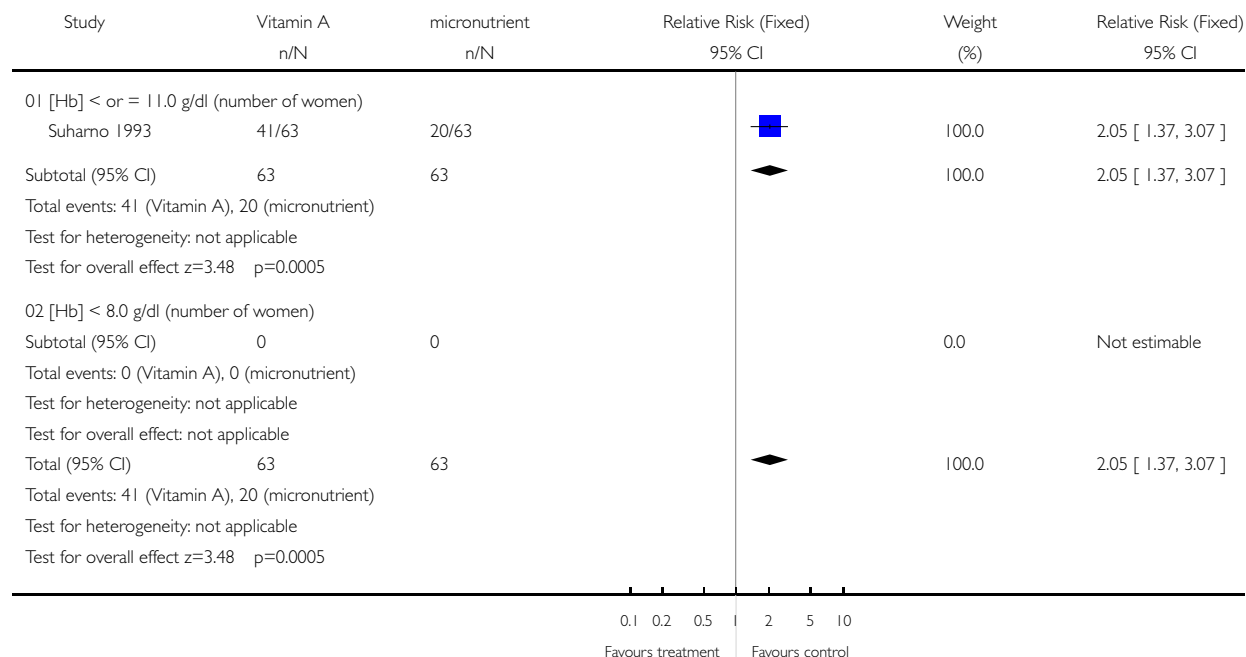 Study Vitamin A micronutrient Relative Risk (Fixed) Weight Relative Risk (Fixed)
n/N n/N 95% CI (%) 95% CI
01 [Hb] < or = 11.0 g/dl (number of women)
Suharno 1993 41/63 20/63 100.0 2.05 [ 1.37, 3.07 ]
Subtotal (95% CI) 63 63 100.0 2.05 [ 1.37, 3.07 ]
Total events: 41 (Vitamin A), 20 (micronutrient)
Test for heterogeneity: not applicable
Test for overall effect z=3.48 p=0.0005
02 [Hb] < 8.0 g/dl (number of women)
Subtotal (95% CI) 0 0 0.0 Not estimable
Total events: 0 (Vitamin A), 0 (micronutrient)
Test for heterogeneity: not applicable
Test for overall effect: not applicable
Total (95% CI) 63 63 100.0 2.05 [ 1.37, 3.07 ]
Total events: 41 (Vitamin A), 20 (micronutrient)
Test for heterogeneity: not applicable
Test for overall effect z=3.48 p=0.0005
0.1 0.2 0.5 1 2 5 10
Favours treatment Favours control